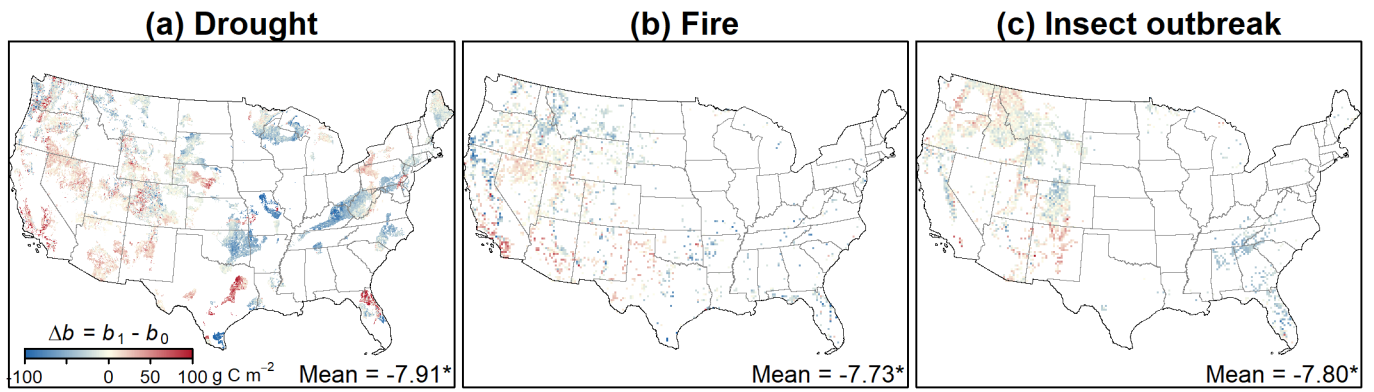 (a) Drought
(b) Fire
(c) Insect outbreak
Δb = b₁ - b₀
-100 0 50 100 g C m⁻²
Mean = -7.91*
Mean = -7.73*
Mean = -7.80*